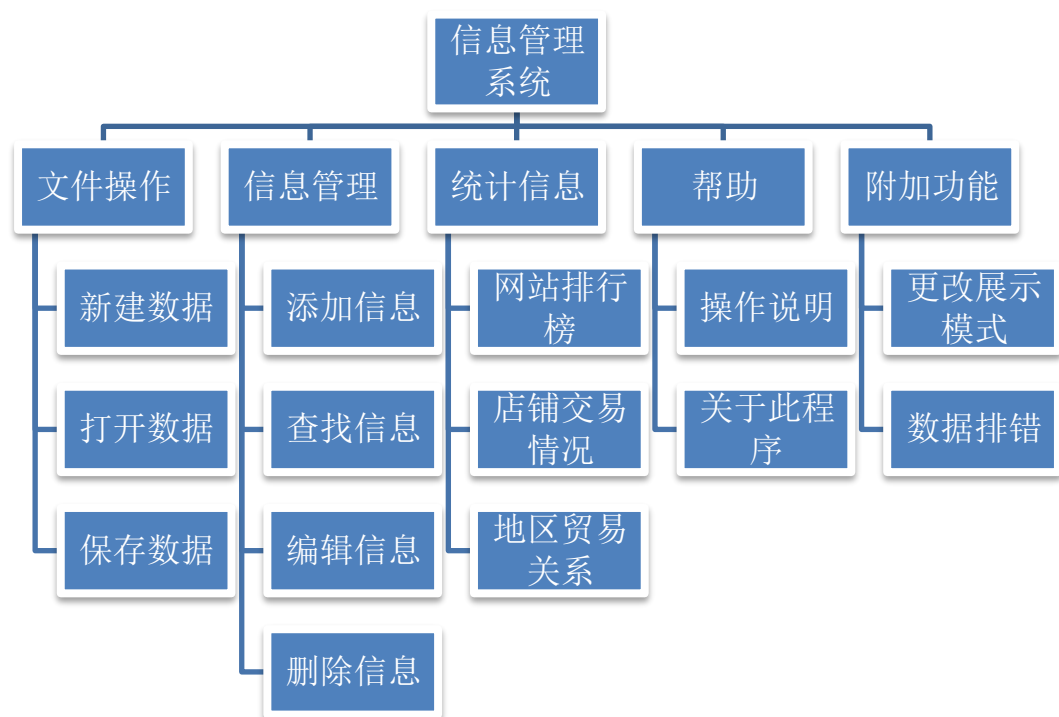 信息管理
系统
文件操作
信息管理
统计信息
帮助
附加功能
新建数据
添加信息
网站排行
榜
操作说明
更改展示
模式
打开数据
查找信息
店铺交易
情况
关于此程
序
数据排错
保存数据
编辑信息
地区贸易
关系
删除信息